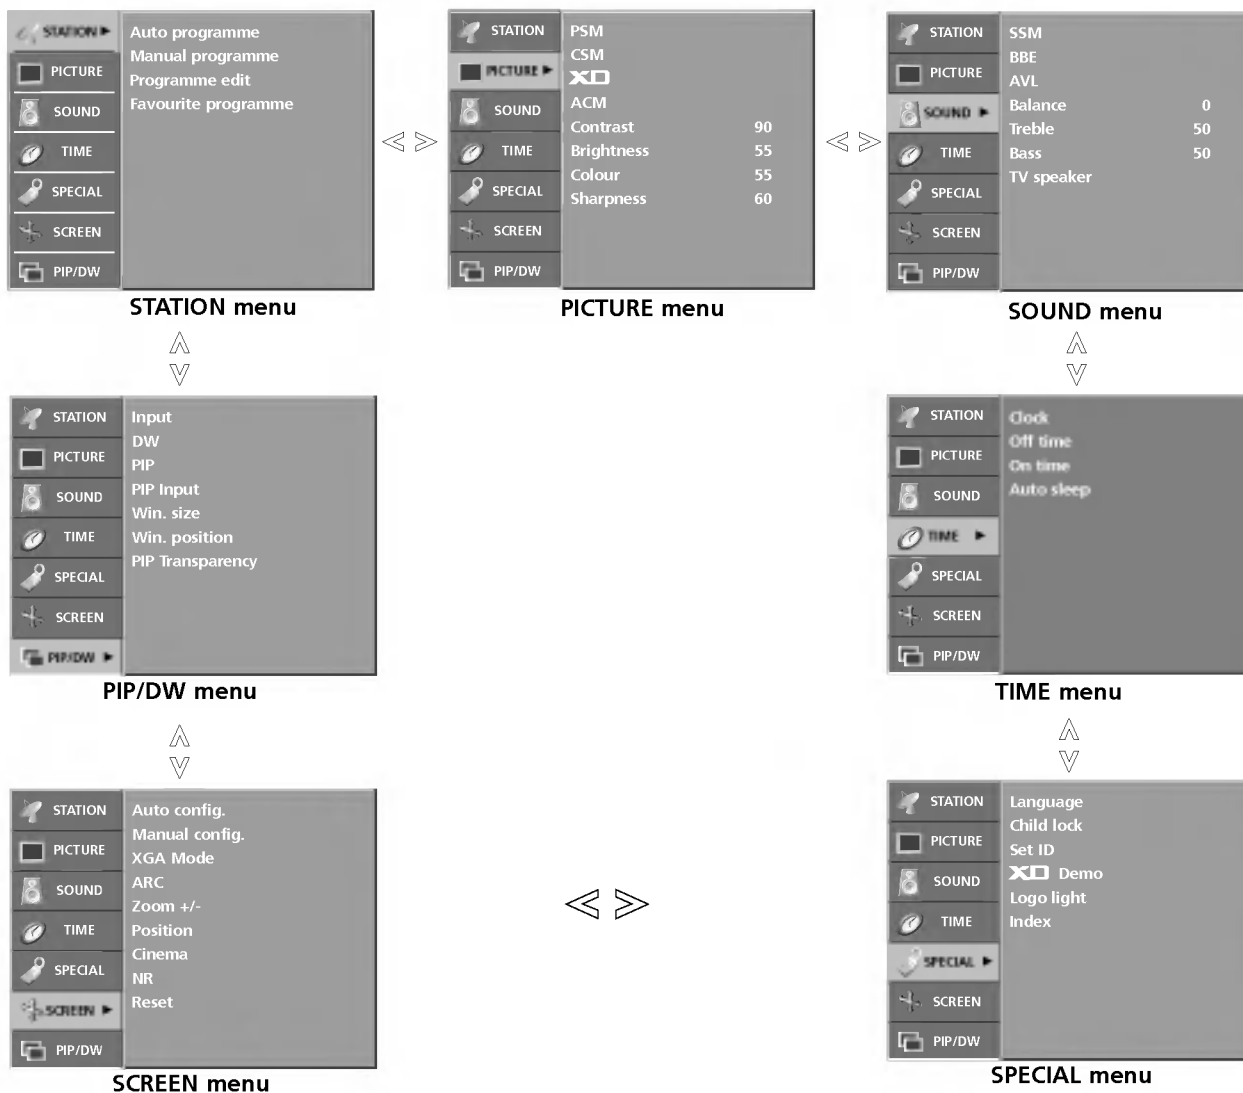 STATION
PICTURE
SOUND
TIME
SPECIAL
SCREEN
PIP/DW
Auto programme
Manual programme
Programme edit
Favourite programme
STATION menu
STATION
PICTURE
SOUND
TIME
SPECIAL
SCREEN
PIP/DW
PSM
CSM
XD
ACM
Contrast 90
Brightness 55
Colour 55
Sharpness 60
PICTURE menu
STATION
PICTURE
SOUND
TIME
SPECIAL
SCREEN
PIP/DW
SSM
BBE
AVL
Balance 0
Treble 50
Bass 50
TV speaker
SOUND menu
STATION
PICTURE
SOUND
TIME
SPECIAL
SCREEN
PIP/DW
Input
DW
PIP
PIP Input
Win. size
Win. position
PIP Transparency
PIP/DW menu
STATION
PICTURE
SOUND
TIME
SPECIAL
SCREEN
PIP/DW
Clock
Off time
On time
Auto sleep
TIME menu
STATION
PICTURE
SOUND
TIME
SPECIAL
SCREEN
PIP/DW
Auto config.
Manual config.
XGA Mode
ARC
Zoom +/-
Position
Cinema
NR
Reset
SCREEN menu
STATION
PICTURE
SOUND
TIME
SPECIAL
SCREEN
PIP/DW
Language
Child lock
Set ID
XD Demo
Logo light
Index
SPECIAL menu